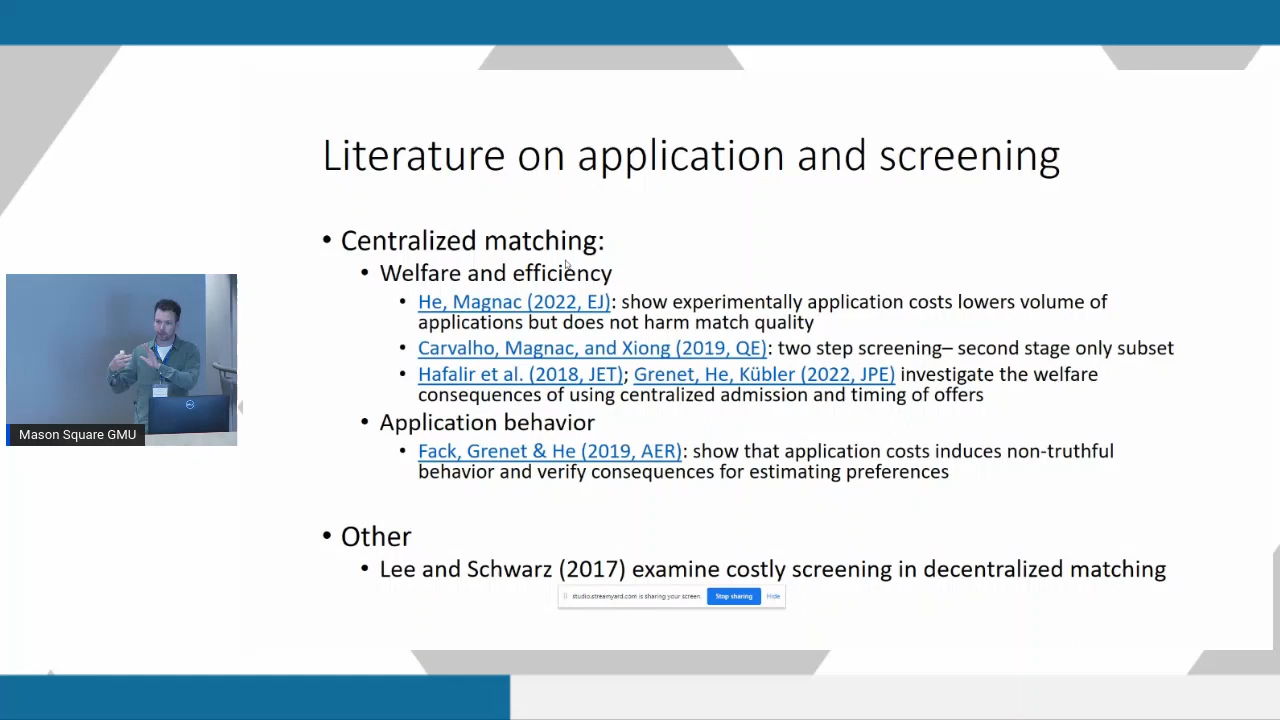 Literature on application and screening
• Centralized matching:
• Welfare and efficiency
• He, Magnac (2022, EJ): show experimentally application costs lowers volume of
applications but does not harm match quality
• Carvalho, Magnac, and Xiong (2019, QE): two step screening– second stage only subset
• Hafalir et al. (2018, JET); Grenet, He, Kübler (2022, JPE) investigate the welfare
consequences of using centralized admission and timing of offers
• Application behavior
• Fack, Grenet & He (2019, AER): show that application costs induces non-truthful
behavior and verify consequences for estimating preferences
• Other
• Lee and Schwarz (2017) examine costly screening in decentralized matching
studio.streamyard.com is sharing your screen. Stop sharing Hide
Mason Square GMU